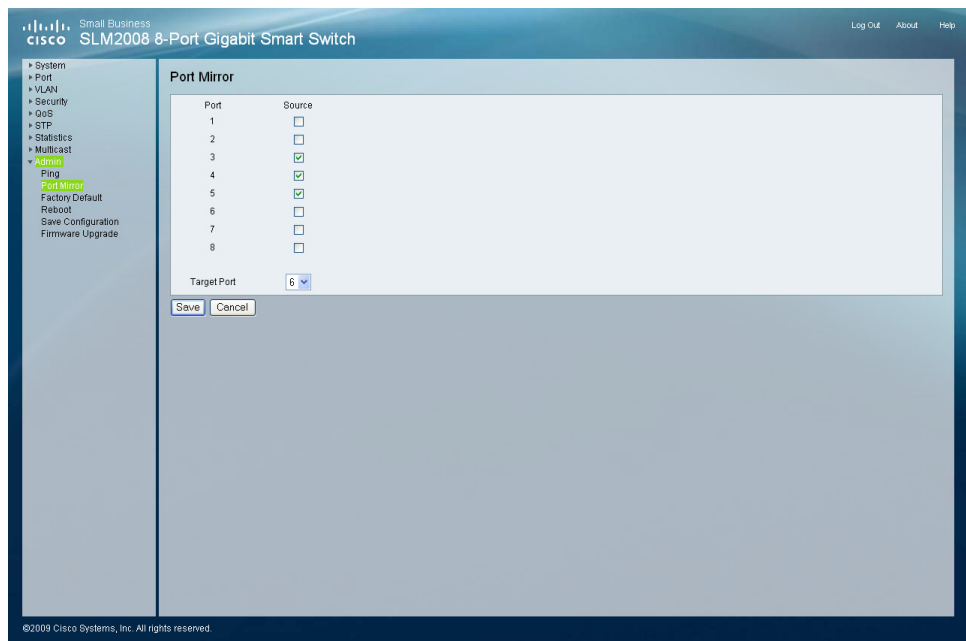 Small Business
CISCO SLM2008 8-Port Gigabit Smart Switch
Log Out About Help
System
Port
VLAN
Security
QoS
STP
Statistics
Multicast
Admin
Ping
Port Mirror
Factory Default
Reboot
Save Configuration
Firmware Upgrade
Port Mirror
Port Source
1
2
3
4
5
6
7
8
Target Port 6
Save Cancel
©2009 Cisco Systems, Inc. All rights reserved.